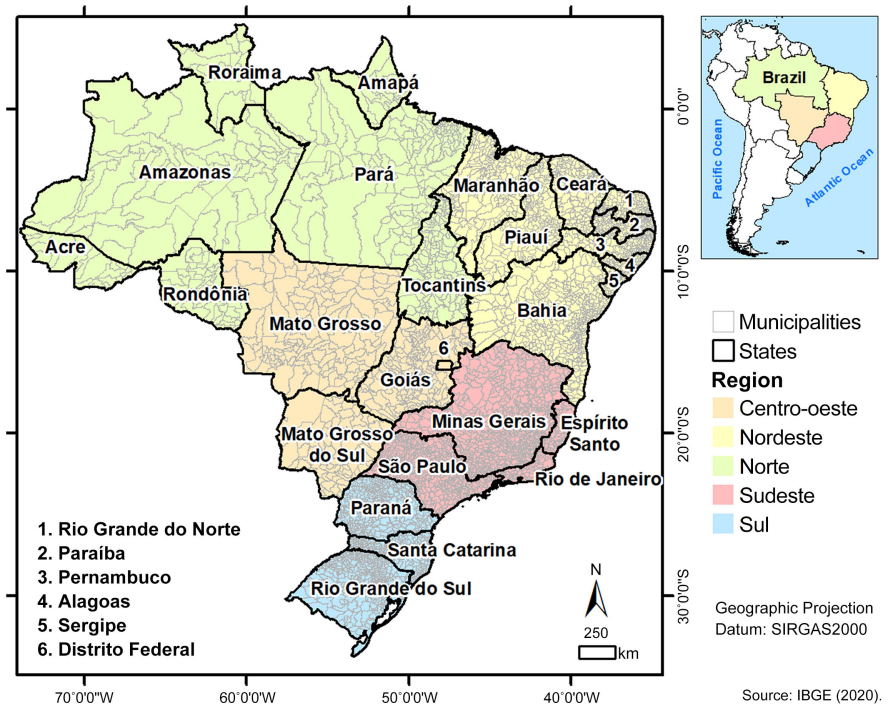 Roraima
Amapá
Amazonas
Pará
Maranhão
Ceará
1
2
Piauí
3
Acre
4
5
Rondônia
Tocantins
Bahia
Mato Grosso
6
Goiás
Minas Gerais
Espírito
Santo
Mato Grosso
do Sul
São Paulo
Rio de Janeiro
Paraná
Santa Catarina
Rio Grande do Sul
1. Rio Grande do Norte
2. Paraíba
3. Pernambuco
4. Alagoas
5. Sergipe
6. Distrito Federal
N
250
km
70°0'0"W
60°0'0"W
50°0'0"W
40°0'0"W
0°0'0"
10°0'0"S
20°0'0"S
30°0'0"S
Brazil
Pacific Ocean
Atlantic Ocean
Municipalities
States
Region
Centro-oeste
Nordeste
Norte
Sudeste
Sul
Geographic Projection
Datum: SIRGAS2000
Source: IBGE (2020).